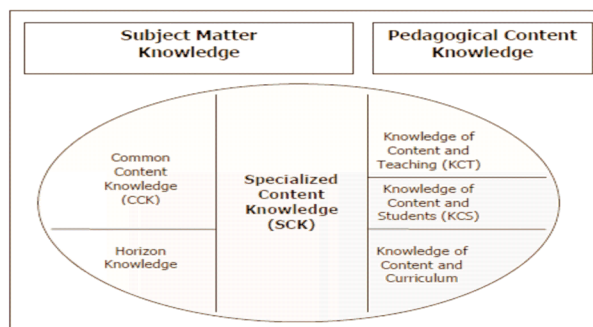 Subject Matter
Knowledge
Pedagogical Content
Knowledge
Common
Content
Knowledge
(CCK)
Horizon
Knowledge
Specialized
Content
Knowledge
(SCK)
Knowledge of
Content and
Teaching (KCT)
Knowledge of
Content and
Students (KCS)
Knowledge of
Content and
Curriculum